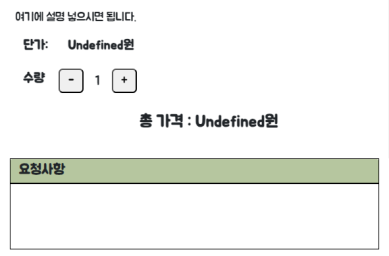 여기에 설명 넣으시면 됩니다.
단가: Undefined원
수량 - 1 +
총 가격 : Undefined원
요청사항